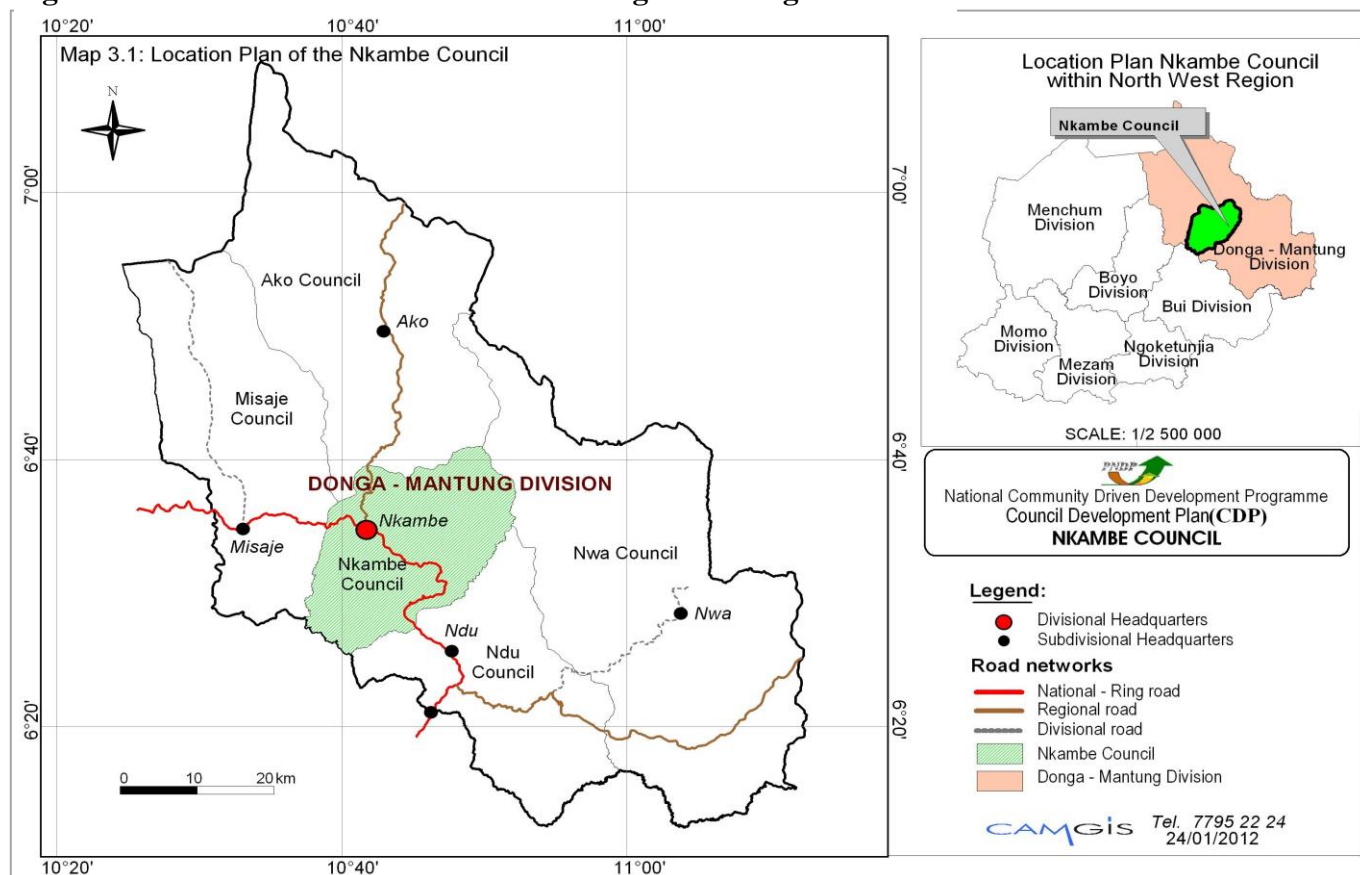 10°20'
10°40'
11°00'
Map 3.1: Location Plan of the Nkambe Council
N
7°00'
7°00'
Ako Council
Ako
Misaje
Council
6°40'
6°40'
DONGA - MANTUNG DIVISION
Nkambe
Misaje
Nkambe
Council
Nwa Council
Nwa
Ndu
Ndu
Council
6°20'
6°20'
0 10 20 km
10°20'
10°40'
11°00'
Location Plan Nkambe Council
within North West Region
Nkambe Council
Menchum
Division
Donga - Mantung
Division
Boyo
Division
Bui Division
Momo
Division
Ngoketunjia
Division
Mezam
Division
SCALE: 1/2 500 000
PNDP
National Community Driven Development Programme
Council Development Plan(CDP)
NKAMBE COUNCIL
Legend:
Divisional Headquarters
Subdivisional Headquarters
Road networks
National - Ring road
Regional road
Divisional road
Nkambe Council
Donga - Mantung Division
CAMGIS
Tel. 7795 22 24
24/01/2012